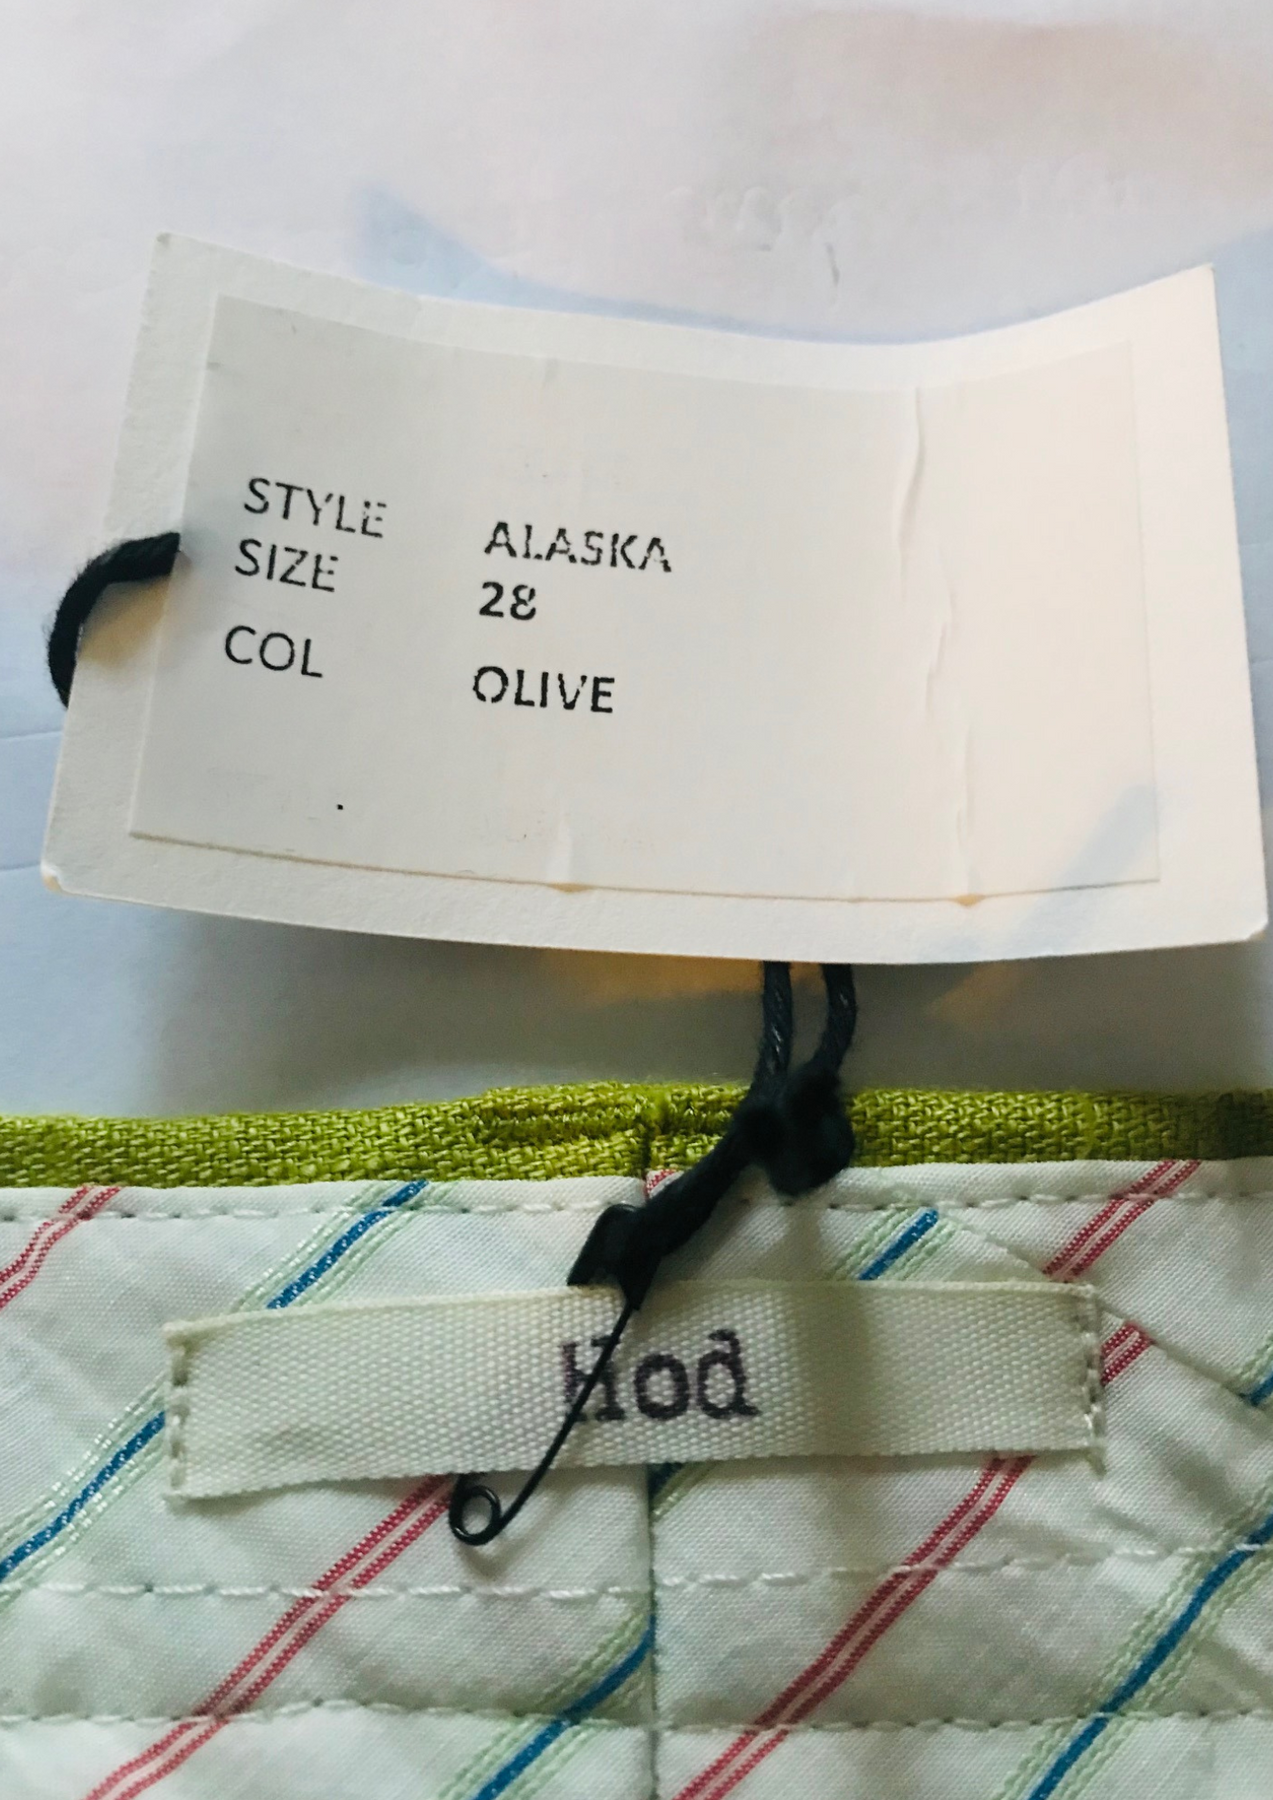 STYLE ALASKA
SIZE 28
COL OLIVE
Hod